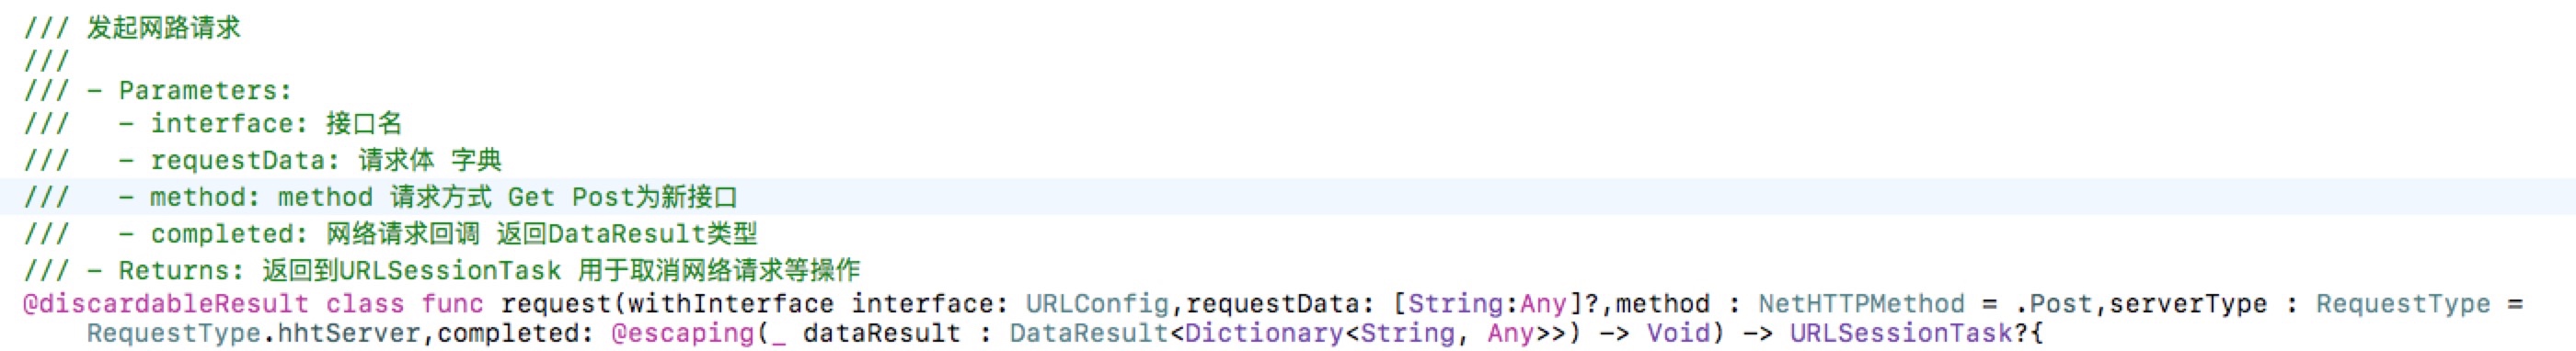 /// 发起网路请求
///
/// - Parameters:
///   - interface: 接口名
///   - requestData: 请求体 字典
///   - method: method 请求方式 Get Post为新接口
///   - completed: 网络请求回调 返回DataResult类型
/// - Returns: 返回到URLSessionTask 用于取消网络请求等操作
@discardableResult class func request(withInterface interface: URLConfig,requestData: [String:Any]?,method : NetHTTPMethod = .Post,serverType : RequestType =
RequestType.hhtServer,completed: @escaping(_ dataResult : DataResult<Dictionary<String, Any>>) -> Void) -> URLSessionTask?{